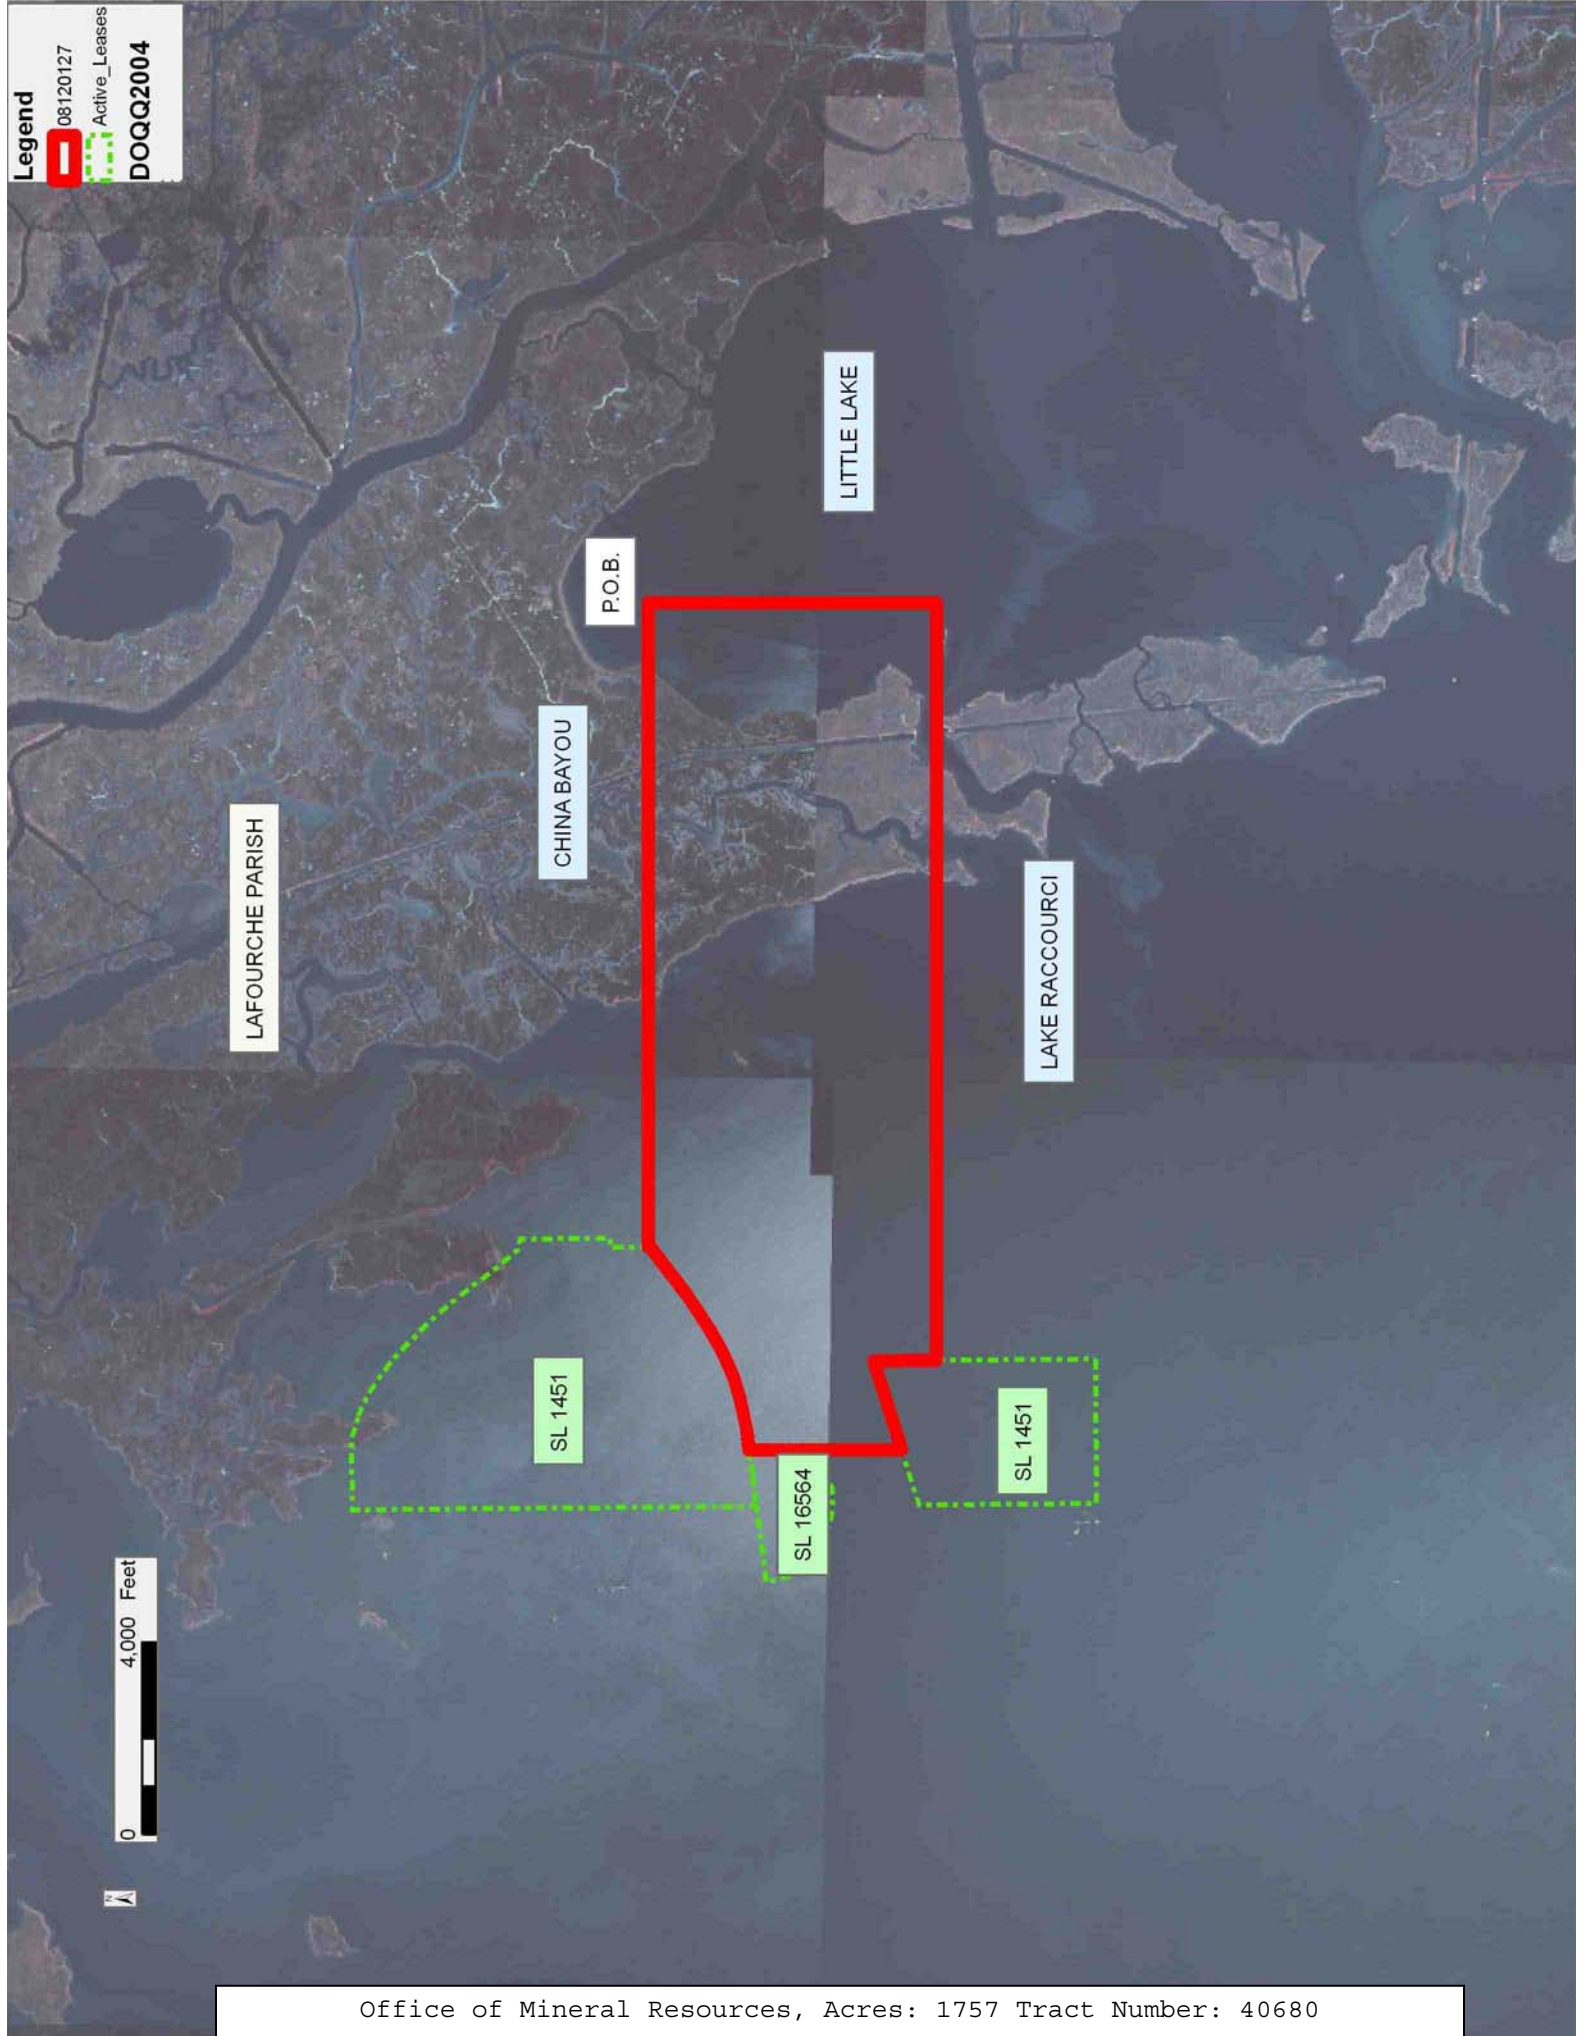 Legend
08120127
Active_Leases
DOQQ2004
0 4,000 Feet
N
LAFOURCHE PARISH
P.O.B.
CHINA BAYOU
LITTLE LAKE
SL 1451
SL 16564
LAKE RACCOURCI
SL 1451
Office of Mineral Resources, Acres: 1757 Tract Number: 40680